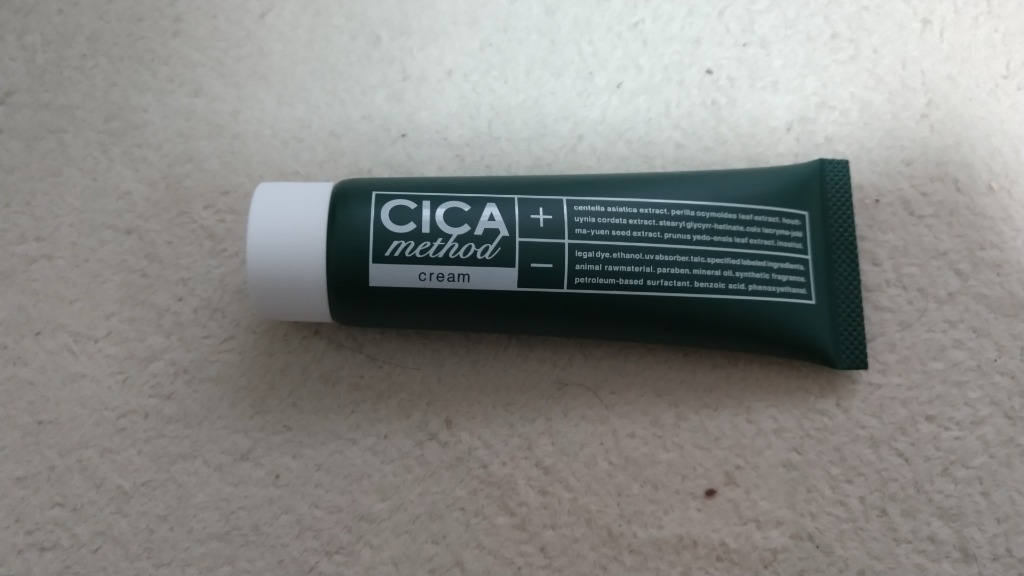 CICA
method
cream
+
centella asiatica extract. perilla ocymoides leaf extract. houtt-
uynia cordata extract. stearyl glycyrr-hetinate. coix lacryma-jobi
ma-yuen seed extract. prunus yedo-ensis leaf extract. inositol.
−
legal dye. ethanol. uv absorber. talc. specified labeled ingredients.
animal rawmaterial. paraben. mineral oil. synthetic fragrance.
petroleum-based surfactant. benzoic acid. phenoxyethanol.